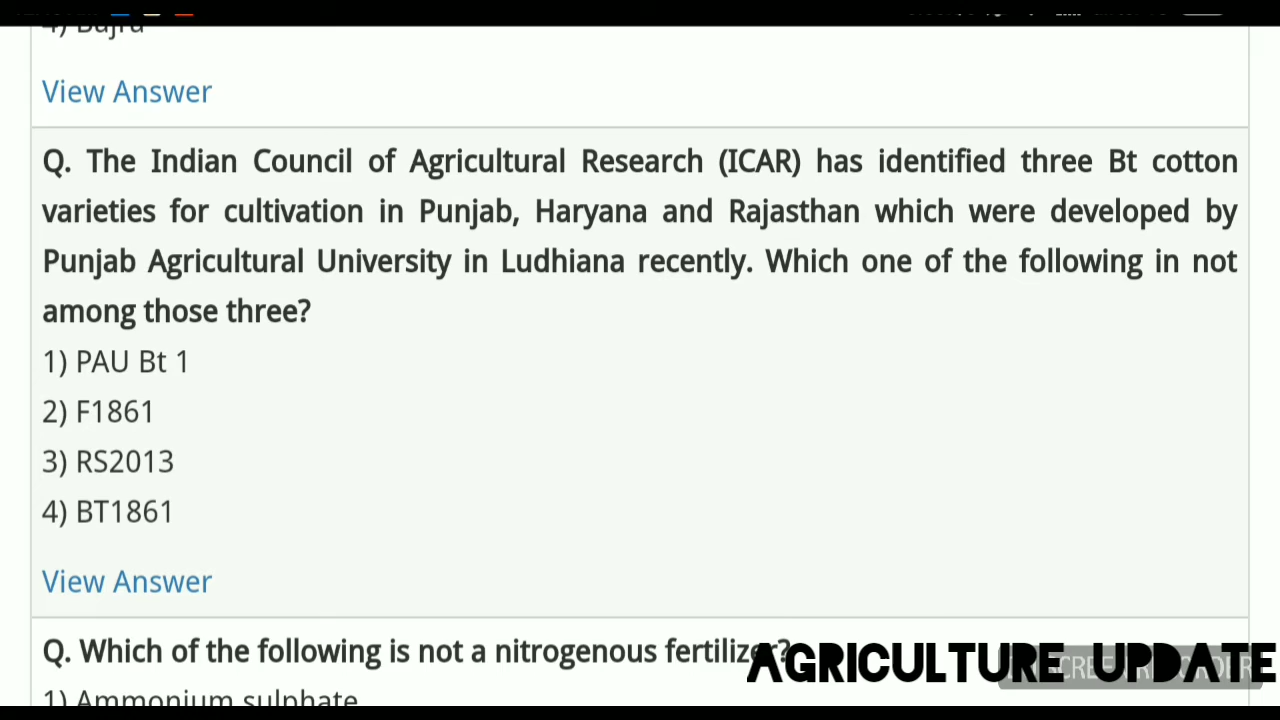 4) Bajra
View Answer
Q. The Indian Council of Agricultural Research (ICAR) has identified three Bt cotton
varieties for cultivation in Punjab, Haryana and Rajasthan which were developed by
Punjab Agricultural University in Ludhiana recently. Which one of the following in not
among those three?
1) PAU Bt 1
2) F1861
3) RS2013
4) BT1861
View Answer
Q. Which of the following is not a nitrogenous fertilizer?
AGRICULTURE UPDATE
1) Ammonium sulphate